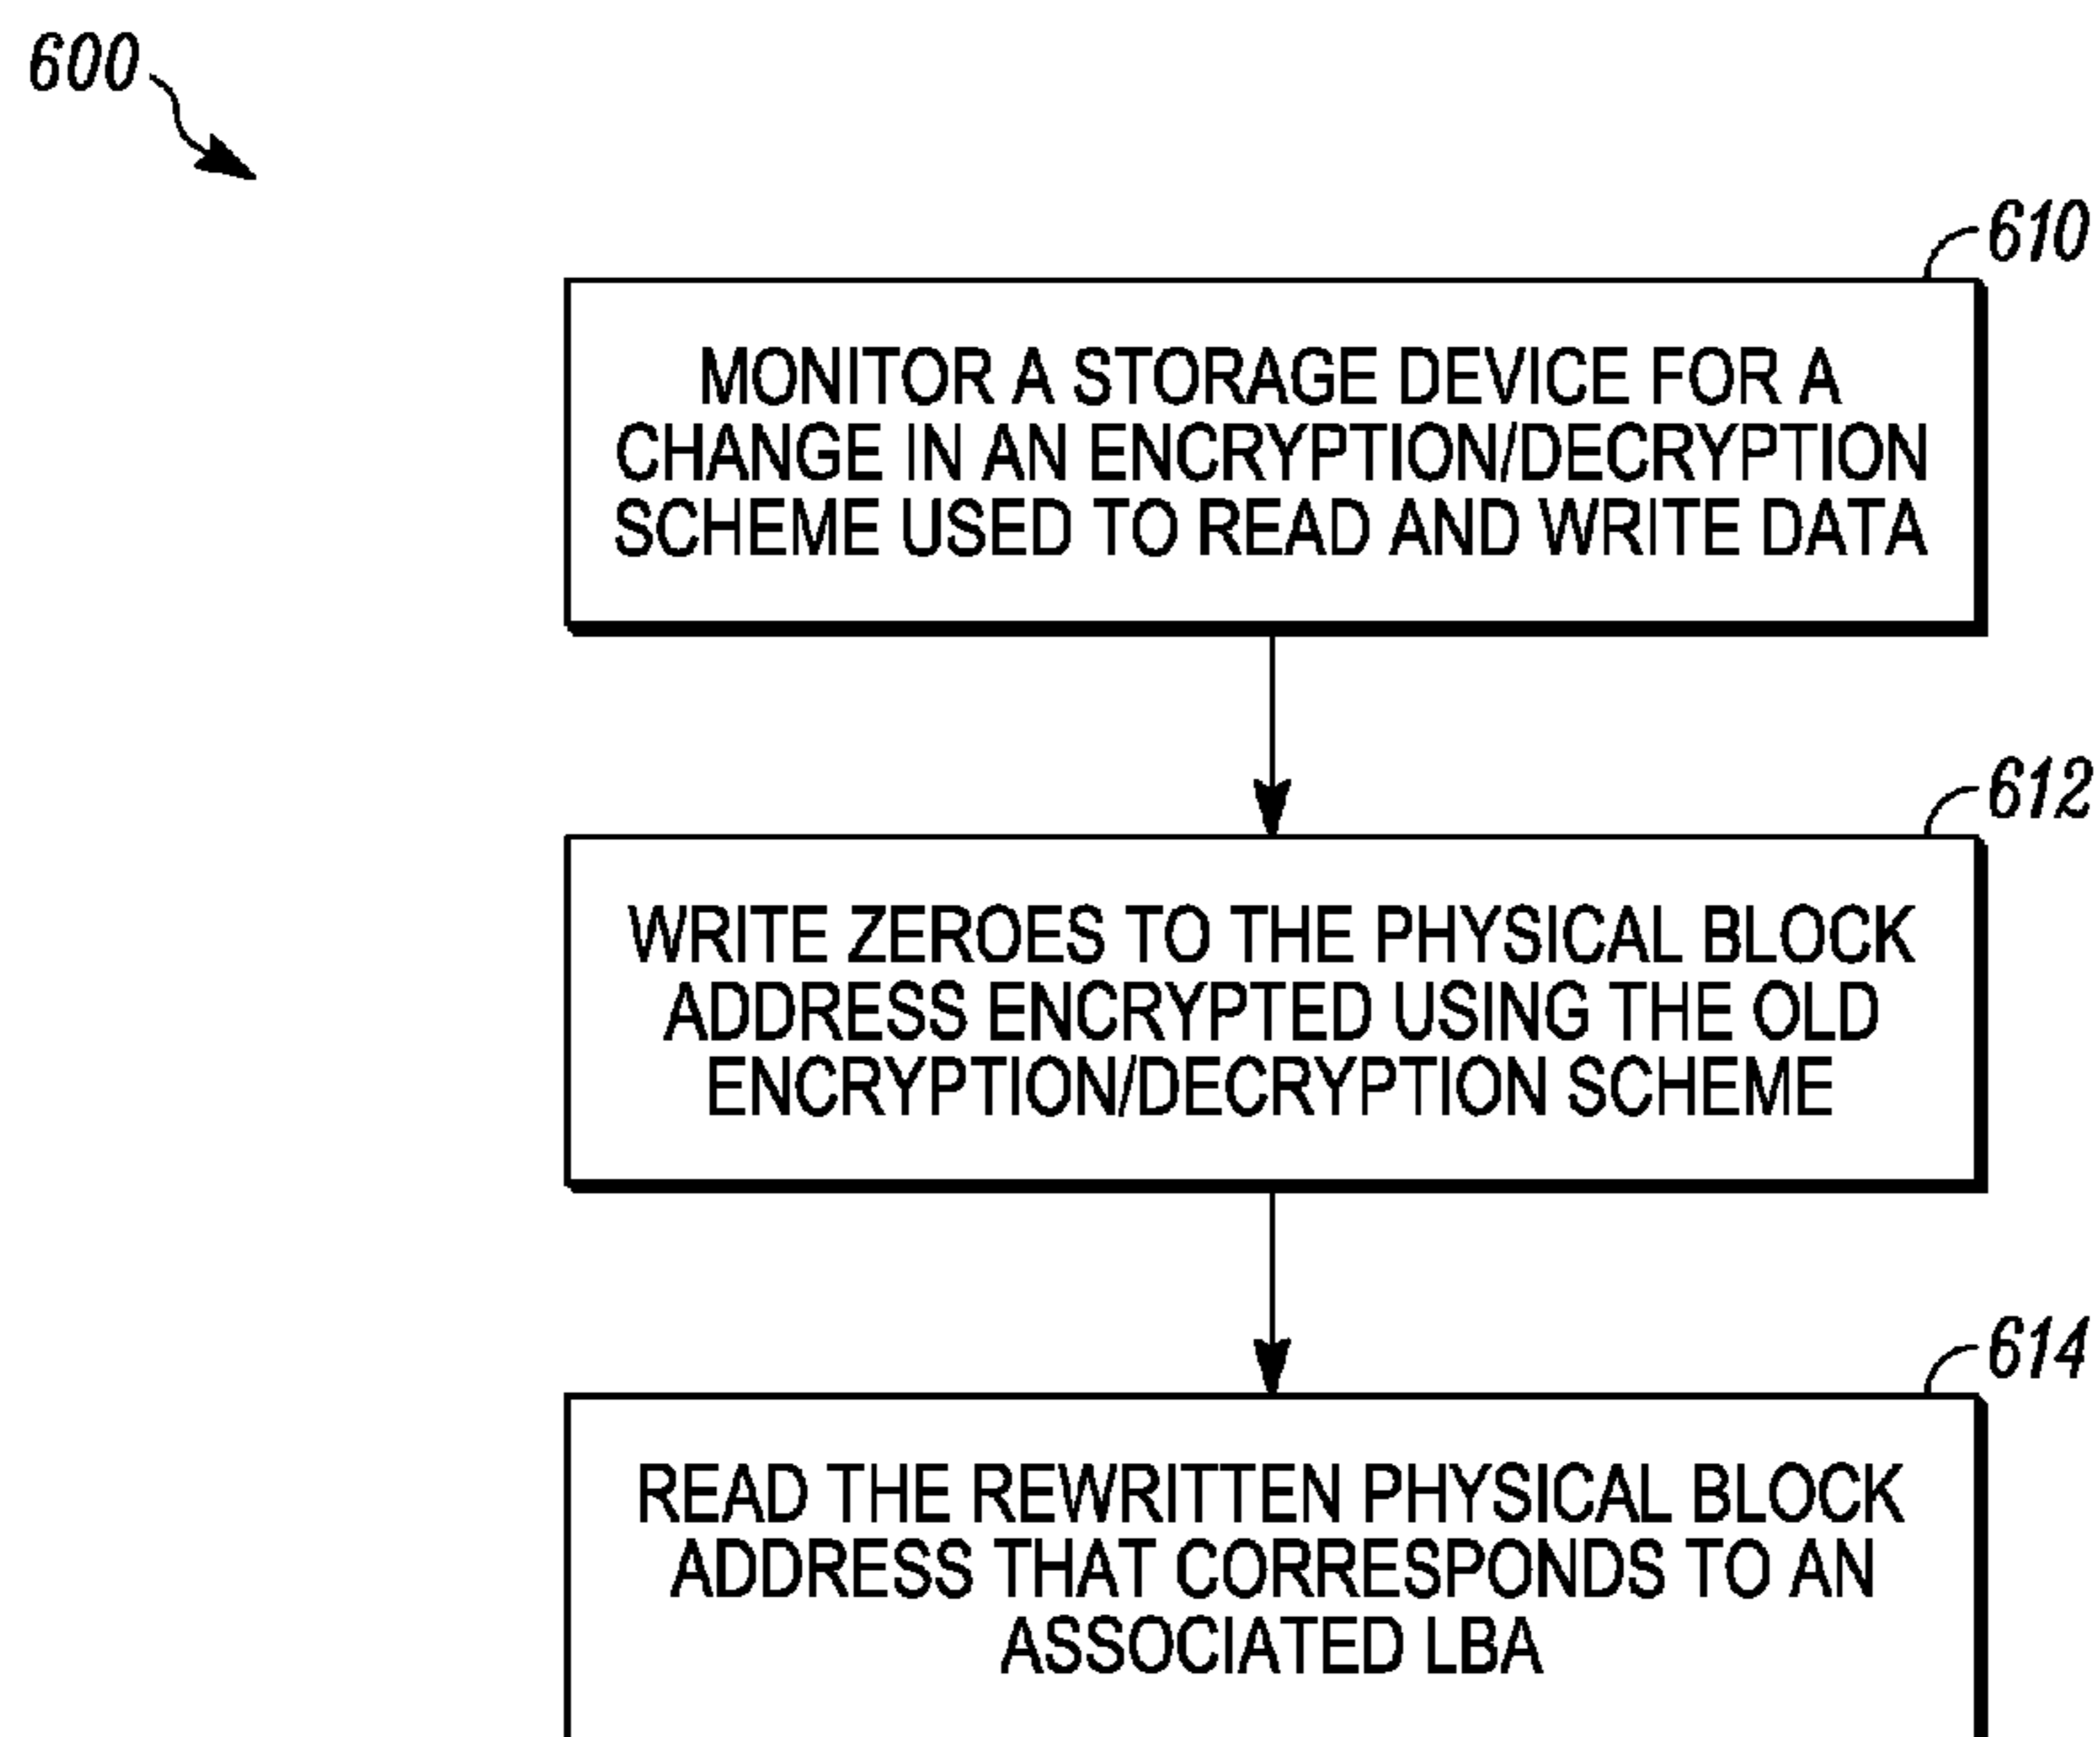 600
610
MONITOR A STORAGE DEVICE FOR A
CHANGE IN AN ENCRYPTION/DECRYPTION
SCHEME USED TO READ AND WRITE DATA
612
WRITE ZEROES TO THE PHYSICAL BLOCK
ADDRESS ENCRYPTED USING THE OLD
ENCRYPTION/DECRYPTION SCHEME
614
READ THE REWRITTEN PHYSICAL BLOCK
ADDRESS THAT CORRESPONDS TO AN
ASSOCIATED LBA